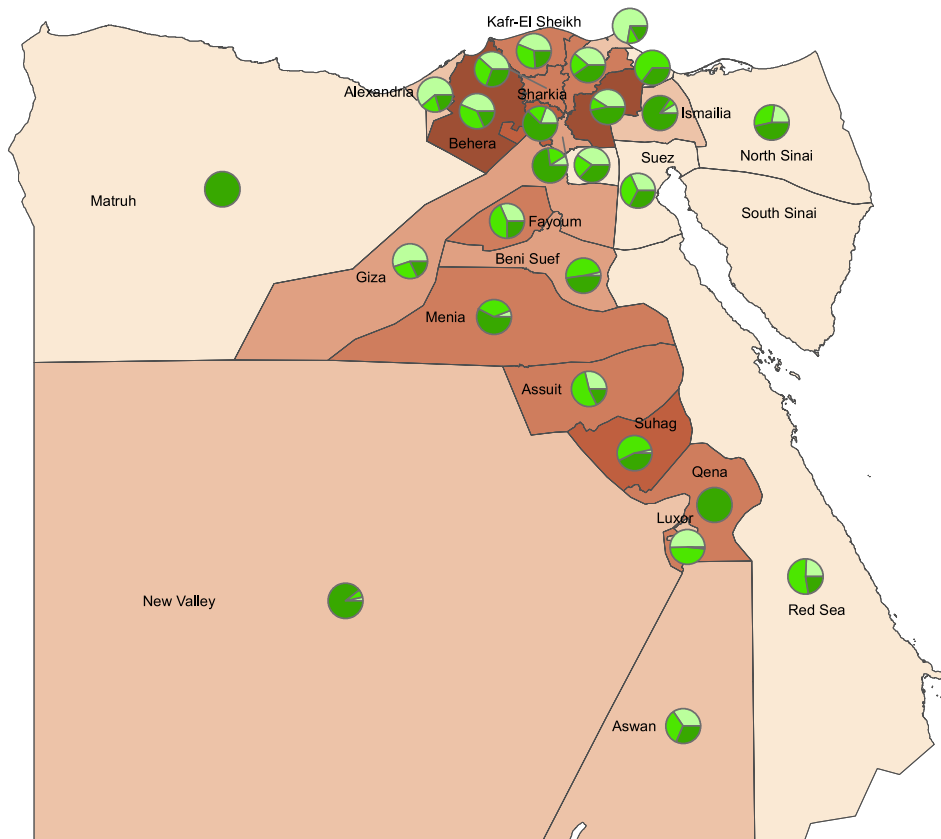 Kafr-El Sheikh
Alexandria
Sharkia
Ismailia
Behera
Suez
North Sinai
Matruh
South Sinai
Fayoum
Beni Suef
Giza
Menia
Assuit
Suhag
Qena
Luxor
New Valley
Red Sea
Aswan